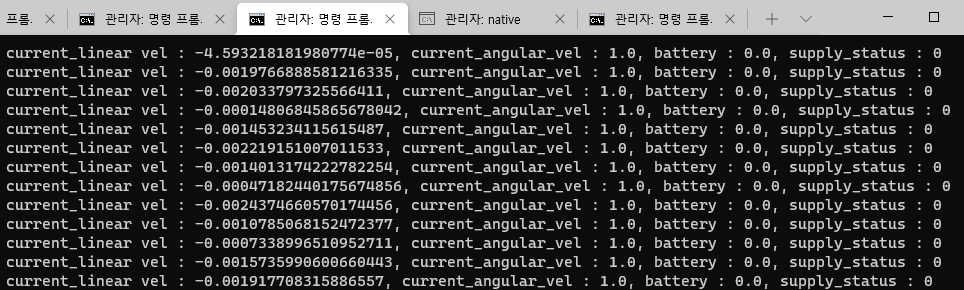 프롬. 관리자: 명령 프롬. 관리자: 명령 프롬. 관리자: native 관리자: 명령 프롬.
current_linear vel : -4.593218181980774e-05, current_angular_vel : 1.0, battery : 0.0, supply_status : 0
current_linear vel : -0.0019766888581216335, current_angular_vel : 1.0, battery : 0.0, supply_status : 0
current_linear vel : -0.002033797325566411, current_angular_vel : 1.0, battery : 0.0, supply_status : 0
current_linear vel : -0.00014806845865678042, current_angular_vel : 1.0, battery : 0.0, supply_status : 0
current_linear vel : -0.001453234115615487, current_angular_vel : 1.0, battery : 0.0, supply_status : 0
current_linear vel : -0.002219151007011533, current_angular_vel : 1.0, battery : 0.0, supply_status : 0
current_linear vel : -0.0014013174222782254, current_angular_vel : 1.0, battery : 0.0, supply_status : 0
current_linear vel : -0.00047182440175674856, current_angular_vel : 1.0, battery : 0.0, supply_status : 0
current_linear vel : -0.0024374660570174456, current_angular_vel : 1.0, battery : 0.0, supply_status : 0
current_linear vel : -0.0010785068152472377, current_angular_vel : 1.0, battery : 0.0, supply_status : 0
current_linear vel : -0.0007338996510952711, current_angular_vel : 1.0, battery : 0.0, supply_status : 0
current_linear vel : -0.0015735990600660443, current_angular_vel : 1.0, battery : 0.0, supply_status : 0
current_linear vel : -0.001917708315886557, current_angular_vel : 1.0, battery : 0.0, supply_status : 0